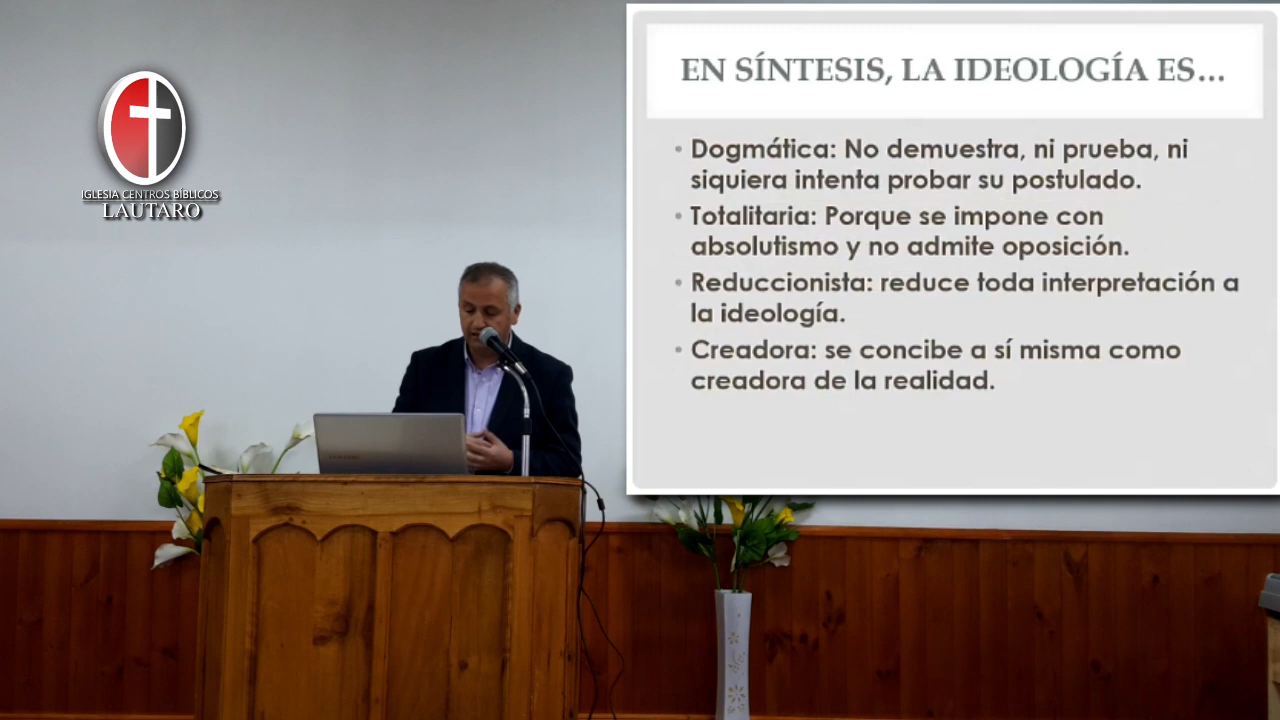 IGLESIA CENTROS BÍBLICOS
LAUTARO
EN SÍNTESIS, LA IDEOLOGÍA ES...
• Dogmática: No demuestra, ni prueba, ni
siquiera intenta probar su postulado.
• Totalitaria: Porque se impone con
absolutismo y no admite oposición.
• Reduccionista: reduce toda interpretación a
la ideología.
• Creadora: se concibe a sí misma como
creadora de la realidad.